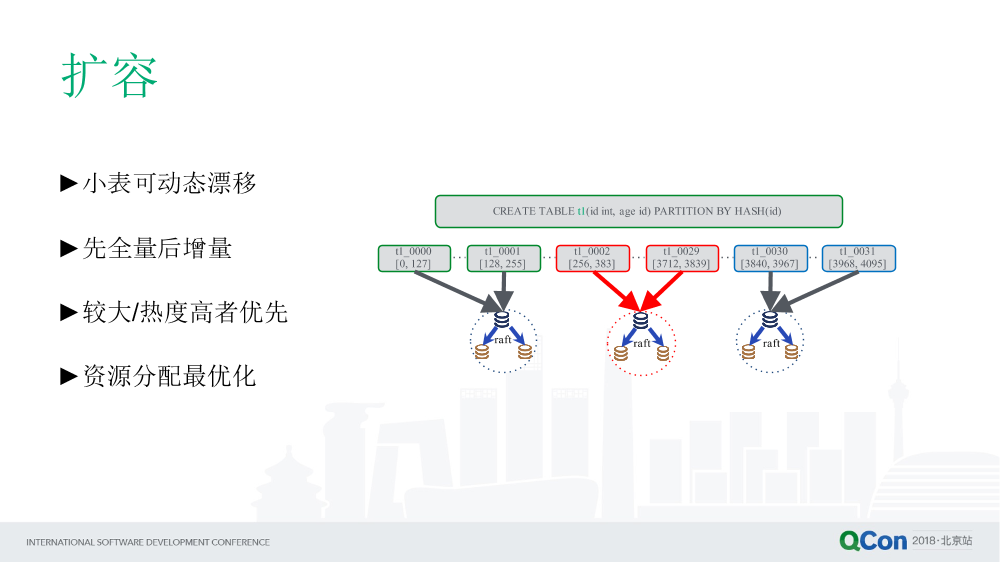 扩容
►小表可动态漂移
►先全量后增量
►较大/热度高者优先
►资源分配最优化
CREATE TABLE t1(id int, age id) PARTITION BY HASH(id)
t1_0000
[0, 127]
t1_0001
[128, 255]
t1_0002
[256, 383]
t1_0029
[3712, 3839]
t1_0030
[3840, 3967]
t1_0031
[3968, 4095]
raft
raft
raft
INTERNATIONAL SOFTWARE DEVELOPMENT CONFERENCE
QCon 2018·北京站